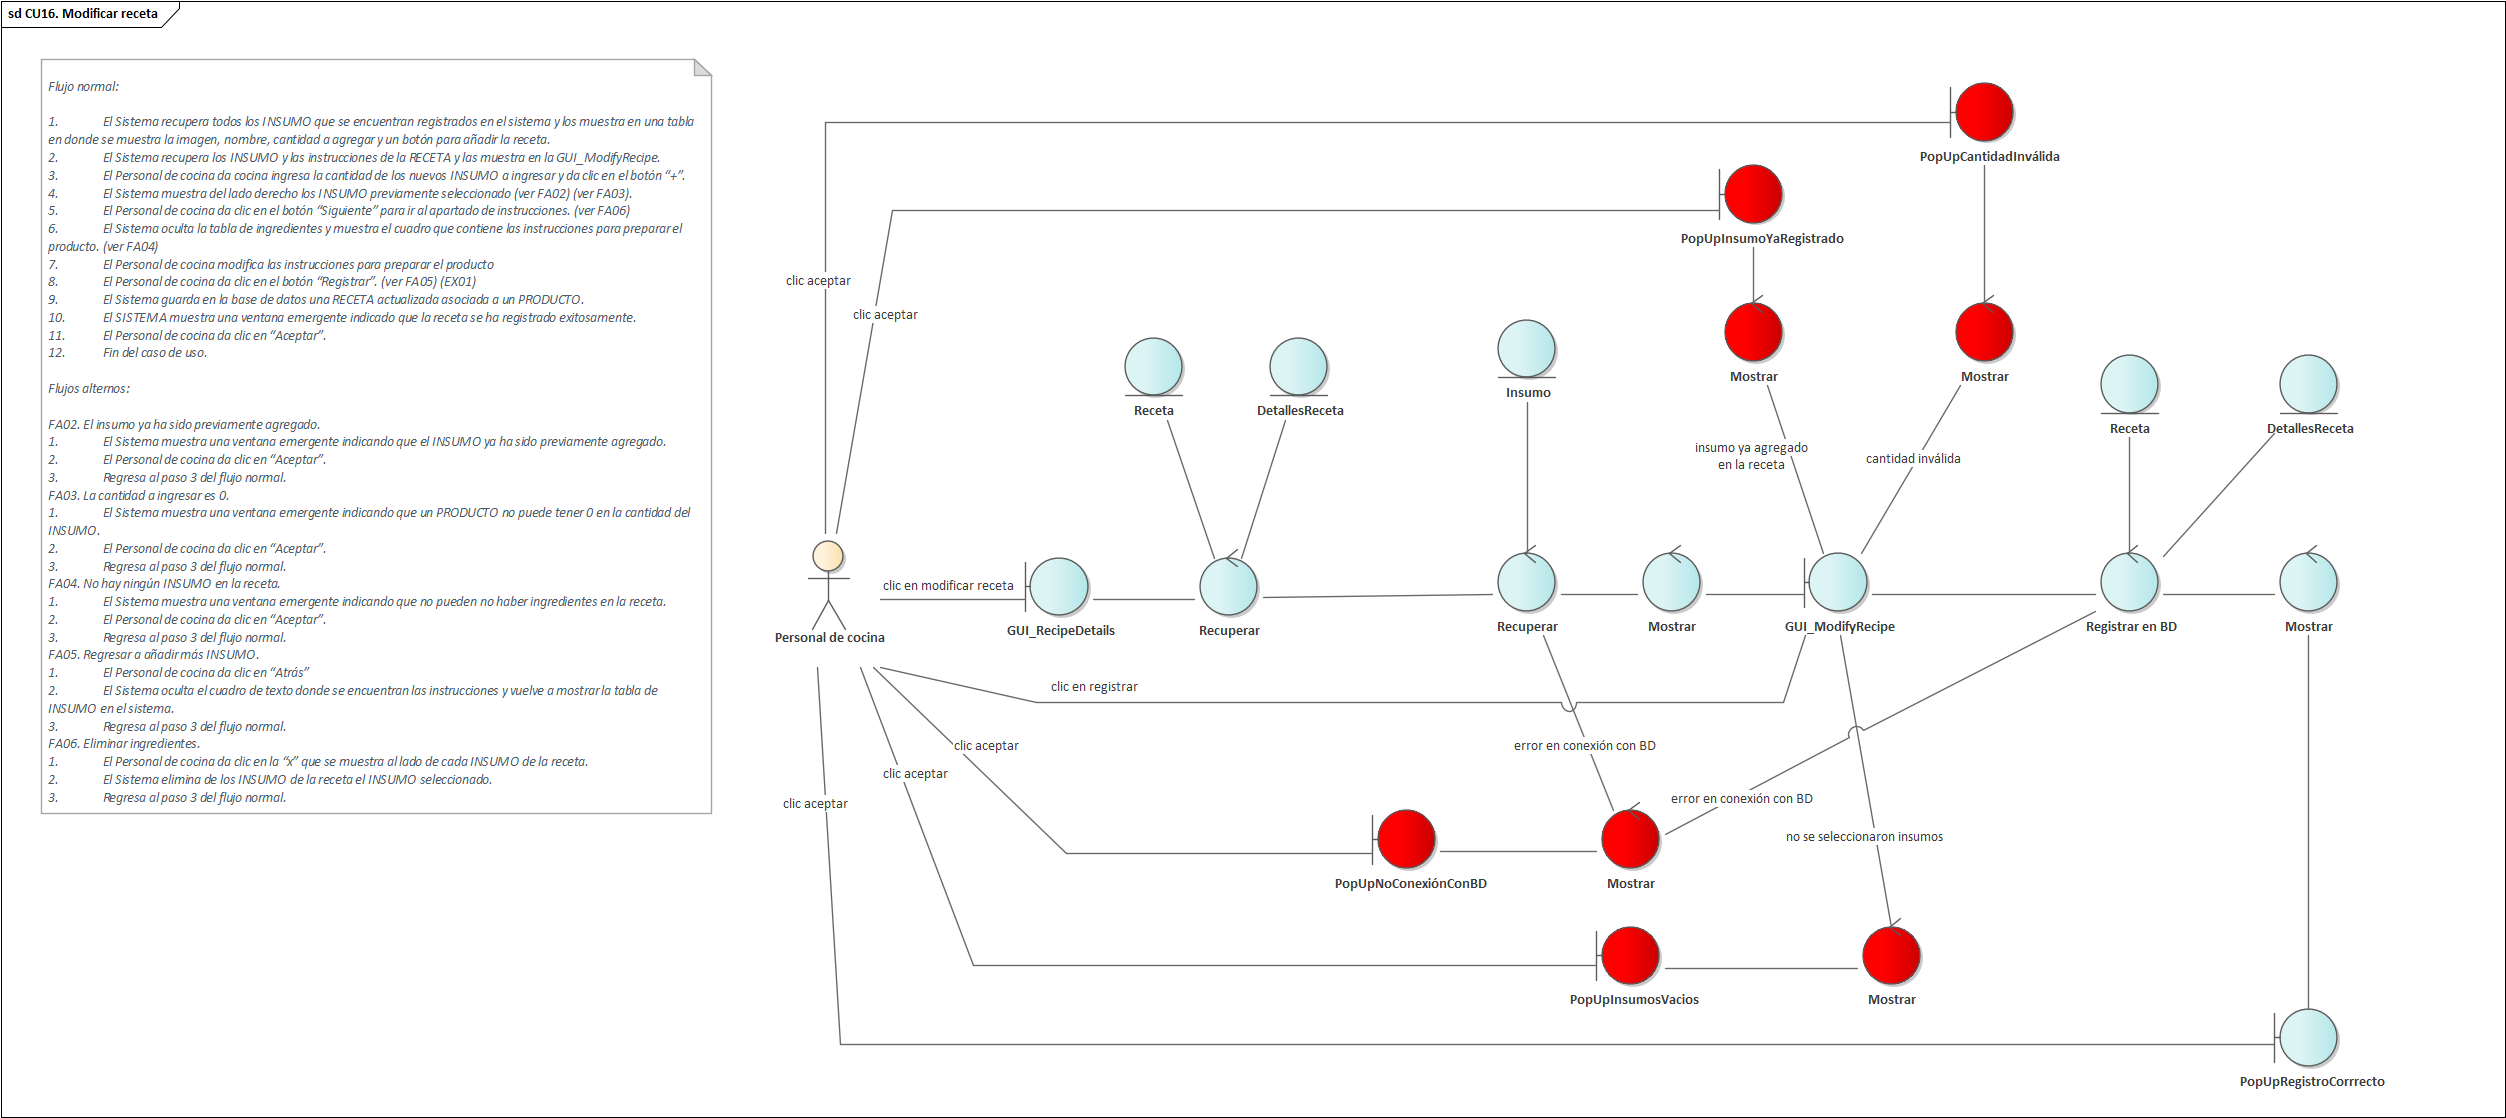 sd CU16. Modificar receta
Flujo normal:
1. El Sistema recupera todos los INSUMO que se encuentran registrados en el sistema y los muestra en una tabla
en donde se muestra la imagen, nombre, cantidad a agregar y un botón para añadir la receta.
2. El Sistema recupera los INSUMO y las instrucciones de la RECETA y las muestra en la GUI_ModifyRecipe.
3. El Personal de cocina da cocina ingresa la cantidad de los nuevos INSUMO a ingresar y da clic en el botón “+”.
4. El Sistema muestra del lado derecho los INSUMO previamente seleccionado (ver FA02) (ver FA03).
5. El Personal de cocina da clic en el botón “Siguiente” para ir al apartado de instrucciones. (ver FA06)
6. El Sistema oculta la tabla de ingredientes y muestra el cuadro que contiene las instrucciones para preparar el
producto. (ver FA04)
7. El Personal de cocina modifica las instrucciones para preparar el producto
8. El Personal de cocina da clic en el botón “Registrar”. (ver FA05) (EX01)
9. El Sistema guarda en la base de datos una RECETA actualizada asociada a un PRODUCTO.
10. El SISTEMA muestra una ventana emergente indicado que la receta se ha registrado exitosamente.
11. El Personal de cocina da clic en “Aceptar”.
12. Fin del caso de uso.
Flujos alternos:
FA02. El insumo ya ha sido previamente agregado.
1. El Sistema muestra una ventana emergente indicando que el INSUMO ya ha sido previamente agregado.
2. El Personal de cocina da clic en “Aceptar”.
3. Regresa al paso 3 del flujo normal.
FA03. La cantidad a ingresar es 0.
1. El Sistema muestra una ventana emergente indicando que un PRODUCTO no puede tener 0 en la cantidad del
INSUMO.
2. El Personal de cocina da clic en “Aceptar”.
3. Regresa al paso 3 del flujo normal.
FA04. No hay ningún INSUMO en la receta.
1. El Sistema muestra una ventana emergente indicando que no pueden no haber ingredientes en la receta.
2. El Personal de cocina da clic en “Aceptar”.
3. Regresa al paso 3 del flujo normal.
FA05. Regresar a añadir más INSUMO.
1. El Personal de cocina da clic en “Atrás”
2. El Sistema oculta el cuadro de texto donde se encuentran las instrucciones y vuelve a mostrar la tabla de
INSUMO en el sistema.
3. Regresa al paso 3 del flujo normal.
FA06. Eliminar ingredientes.
1. El Personal de cocina da clic en la “x” que se muestra al lado de cada INSUMO de la receta.
2. El Sistema elimina de los INSUMO de la receta el INSUMO seleccionado.
3. Regresa al paso 3 del flujo normal.
PopUpCantidadInválida
PopUpInsumoYaRegistrado
clic aceptar
clic aceptar
Mostrar
Mostrar
Insumo
Receta
DetallesReceta
Receta
DetallesReceta
insumo ya agregado
en la receta
cantidad inválida
clic en modificar receta
Personal de cocina
GUI_RecipeDetails
Recuperar
Recuperar
Mostrar
GUI_ModifyRecipe
Registrar en BD
Mostrar
clic en registrar
clic aceptar
error en conexión con BD
clic aceptar
clic aceptar
error en conexión con BD
no se seleccionaron insumos
PopUpNoConexiónConBD
Mostrar
PopUpInsumosVacios
Mostrar
PopUpRegistroCorrrecto